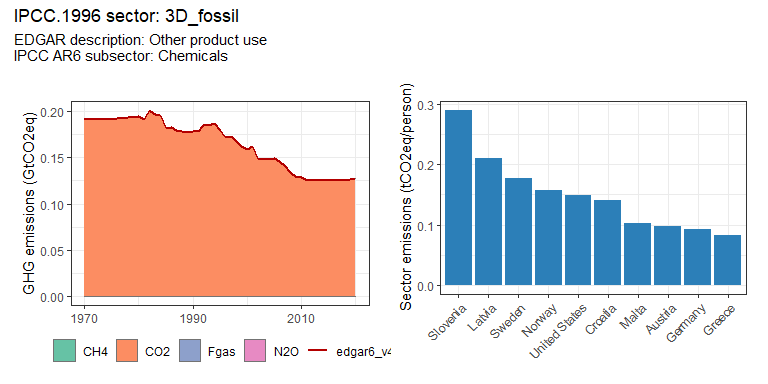 IPCC.1996 sector: 3D_fossil
EDGAR description: Other product use
IPCC AR6 subsector: Chemicals
GHG emissions (GtCO2eq)
0.20
0.15
0.10
0.05
0.00
1970
1990
2010
CH4
CO2
Fgas
N2O
edgar6_v4
Sector emissions (tCO2eq/person)
0.3
0.2
0.1
0.0
Slovenia
Latvia
Sweden
Norway
United States
Croatia
Malta
Austria
Germany
Greece